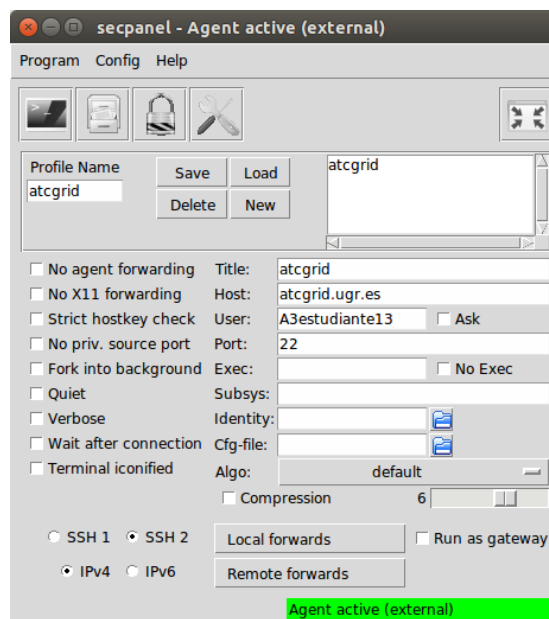 secpanel - Agent active (external)
Program Config Help
Profile Name
atcgrid
Save Load
Delete New
atcgrid
No agent forwarding Title: atcgrid
No X11 forwarding Host: atcgrid.ugr.es
Strict hostkey check User: A3estudiante13 Ask
No priv. source port Port: 22
Fork into background Exec: No Exec
Quiet Subsys:
Verbose Identity:
Wait after connection Cfg-file:
Terminal iconified Algo: default
Compression 6
SSH 1 SSH 2 Local forwards Run as gateway
IPv4 IPv6 Remote forwards
Agent active (external)